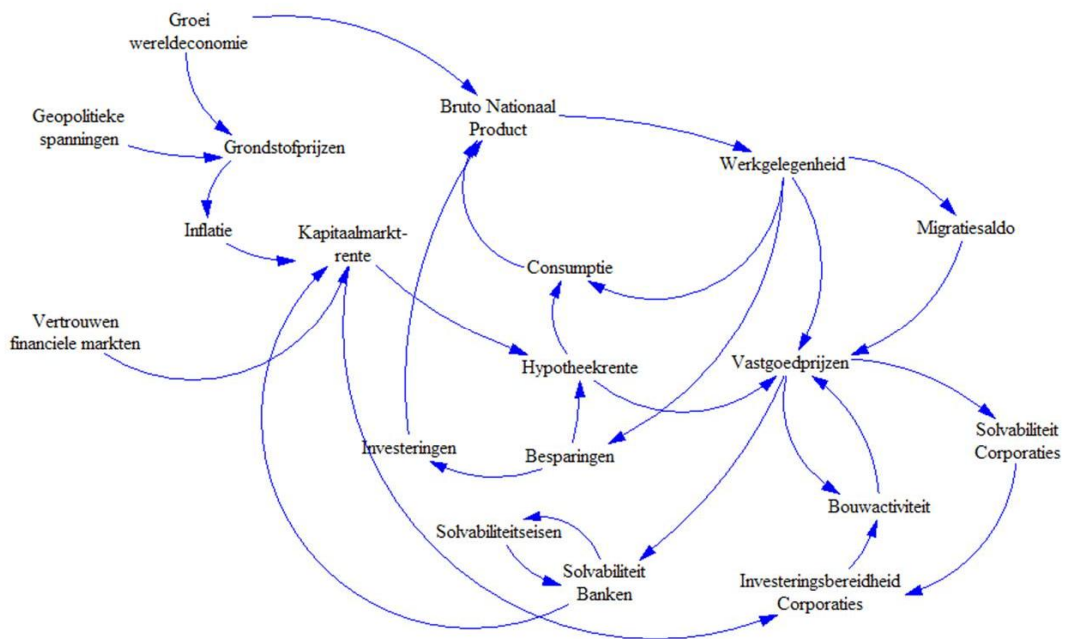 Groei
wereldeconomie
Bruto Nationaal
Product
Geopolitieke
spanningen
Grondstofprijzen
Werkgelegenheid
Inflatie
Kapitaalmarkt-
rente
Migratiesaldo
Consumptie
Vertrouwen
financiele markten
Hypotheekrente
Vastgoedprijzen
Solvabiliteit
Corporaties
Investeringen
Besparingen
Bouwactiviteit
Solvabiliteitseisen
Solvabiliteit
Banken
Investeringsbereidheid
Corporaties